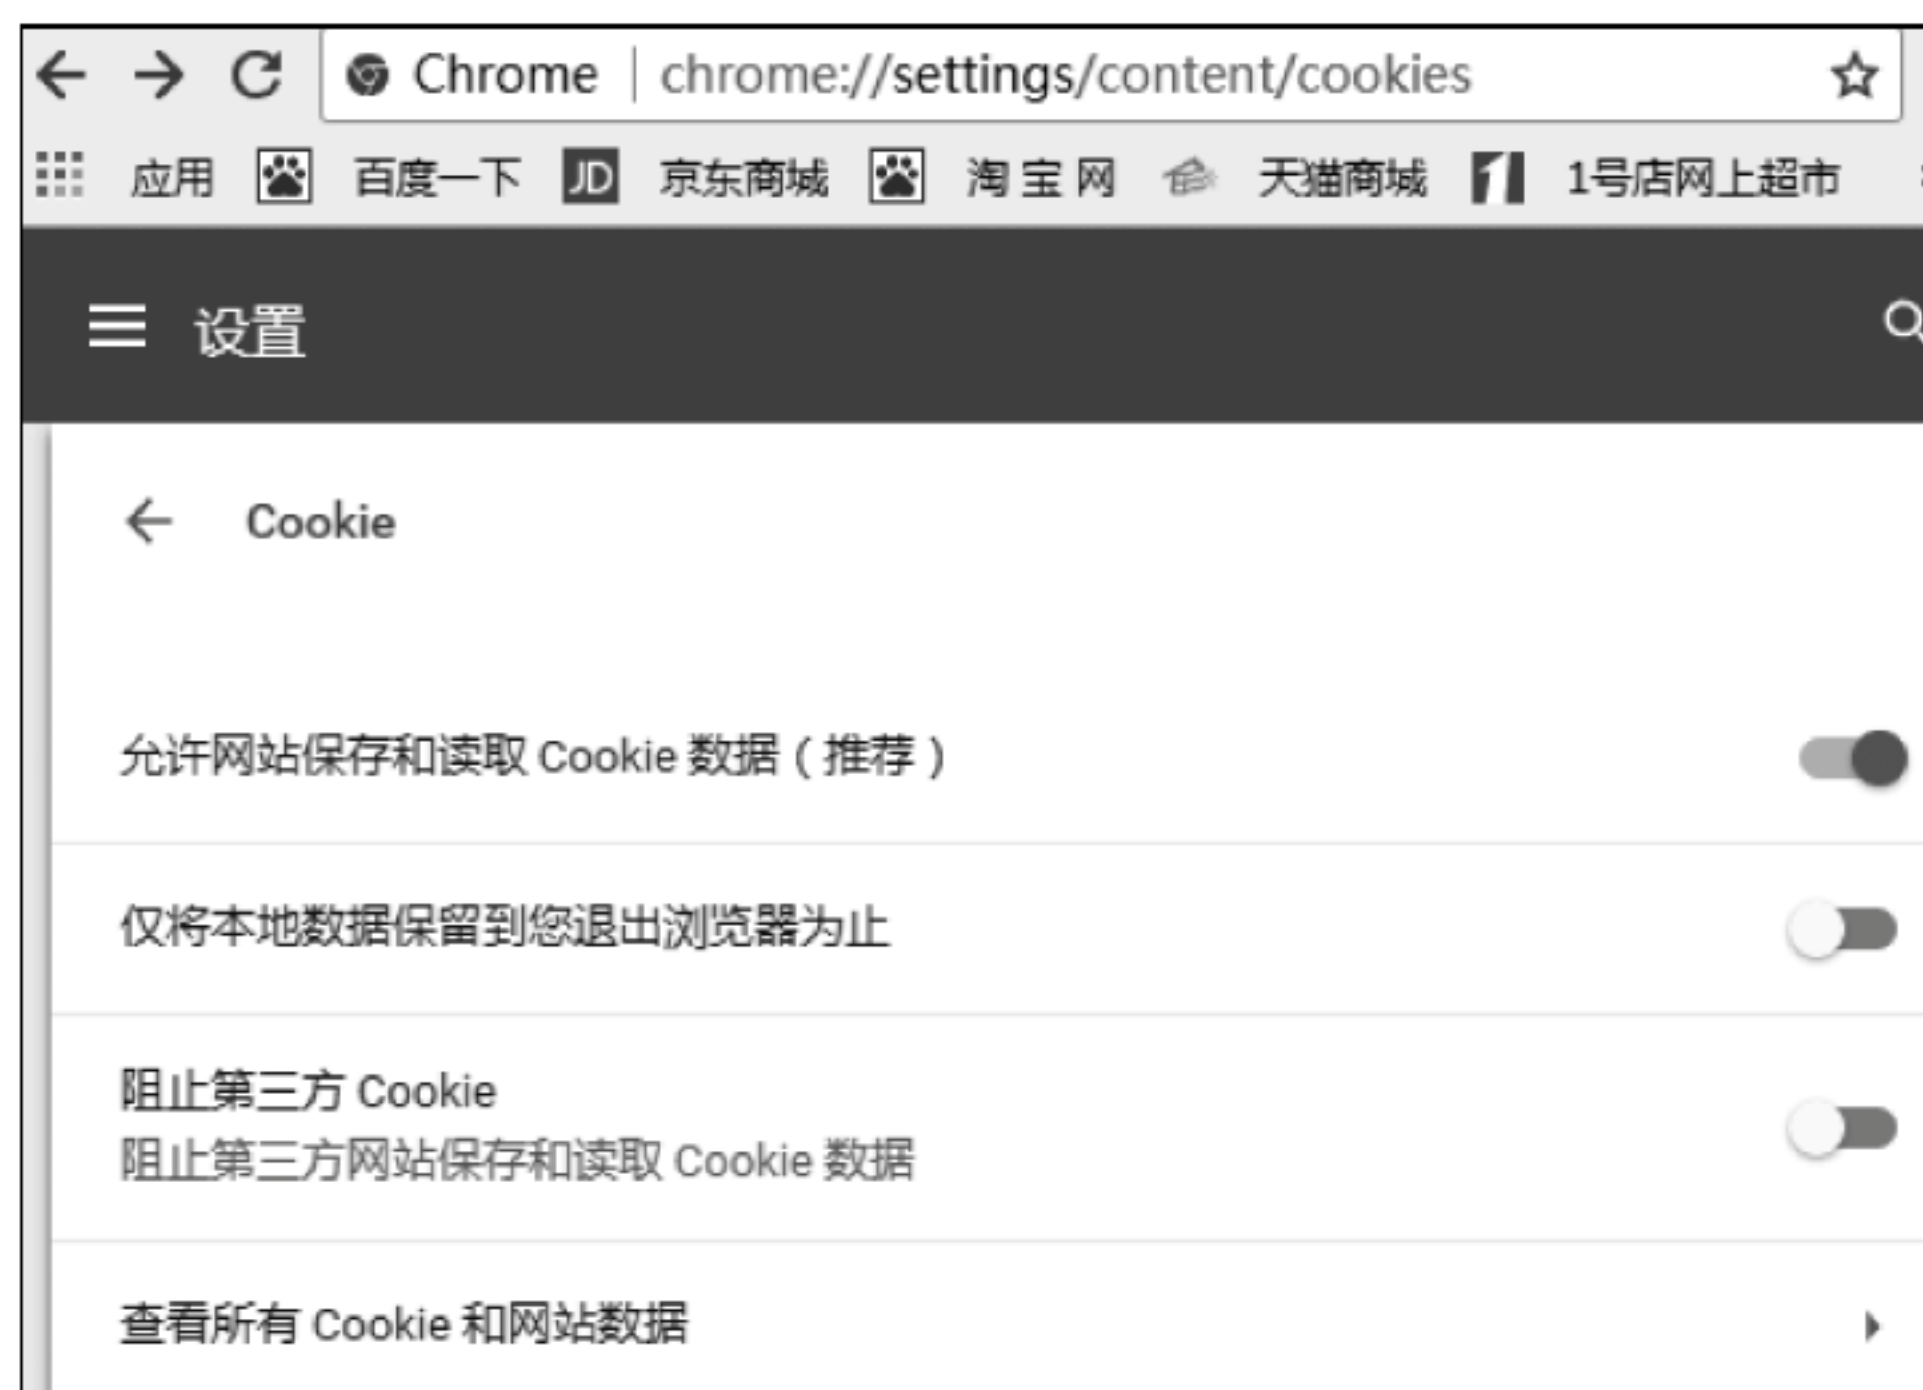 Chrome | chrome://settings/content/cookies
应用 百度一下 JD 京东商城 淘宝网 天猫商城 1 1号店网上超市
设置
Cookie
允许网站保存和读取 Cookie 数据（推荐）
仅将本地数据保留到您退出浏览器为止
阻止第三方 Cookie
阻止第三方网站保存和读取 Cookie 数据
查看所有 Cookie 和网站数据